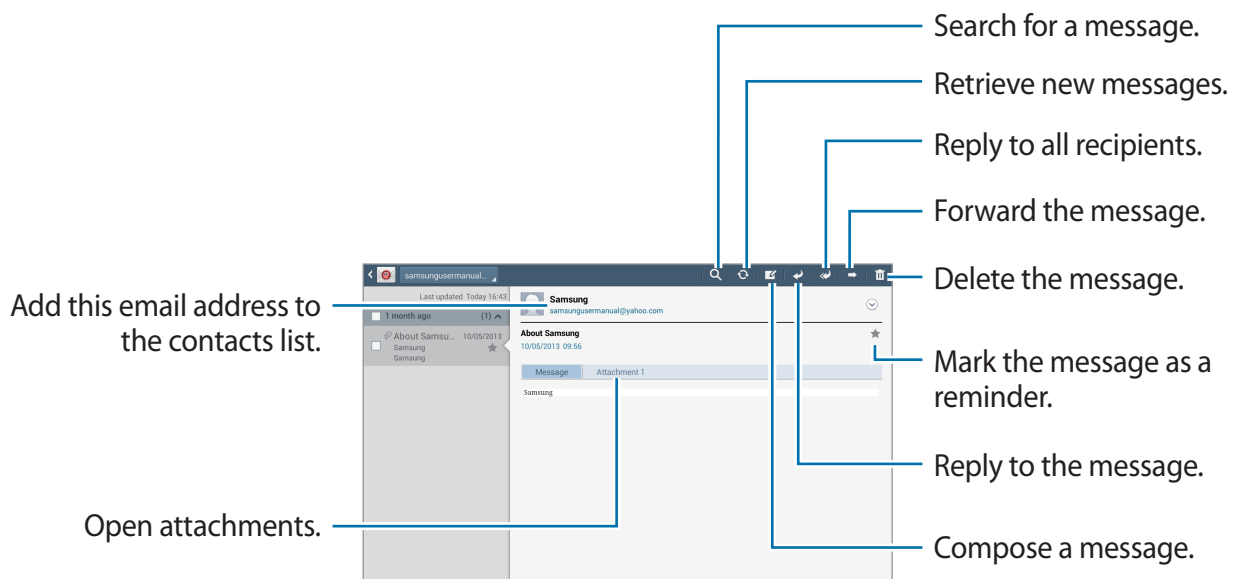 Search for a message.
Retrieve new messages.
Reply to all recipients.
Forward the message.
Delete the message.
Mark the message as a
reminder.
Reply to the message.
Compose a message.
Add this email address to
the contacts list.
Open attachments.
samsungusermanual...
Last updated Today 16:43
1 month ago (1)
About Samsu... 10/05/2013
Samsung
Samsung
Samsung
samsungusermanual@yahoo.com
About Samsung
10/05/2013 09:56
Message Attachment 1
Samsung